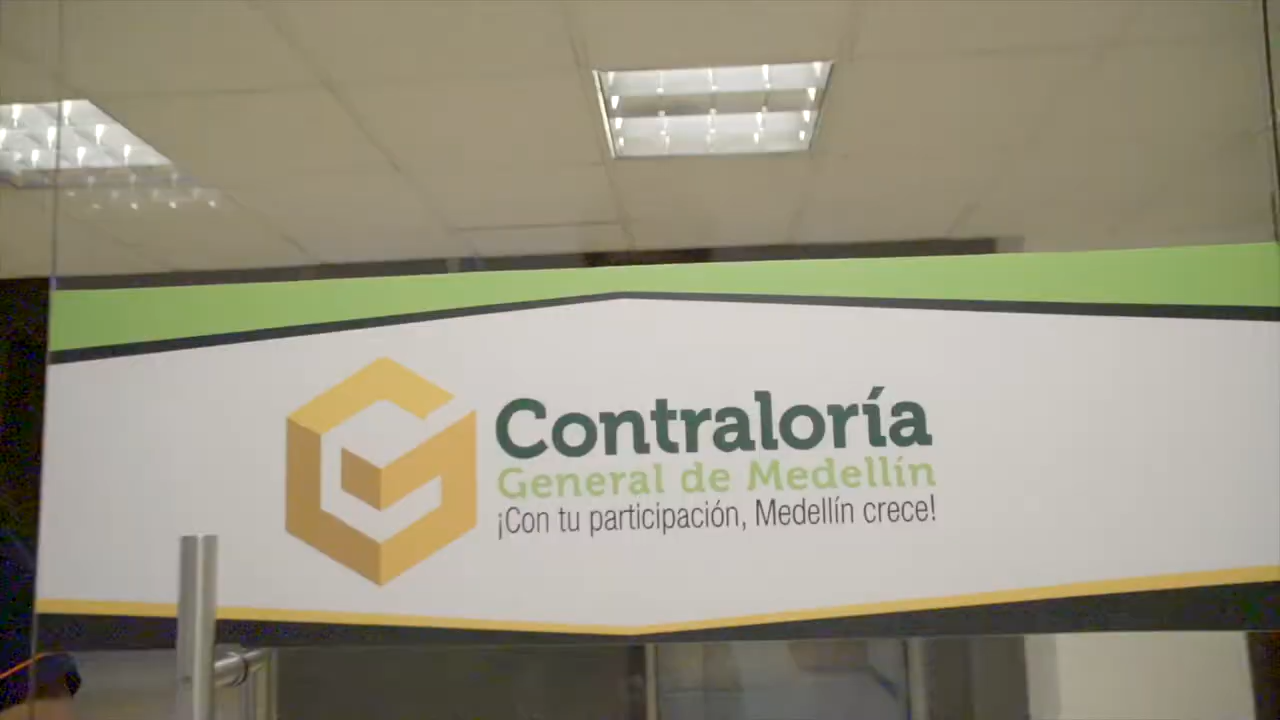 Contraloría
General de Medellín
¡Con tu participación, Medellín crece!